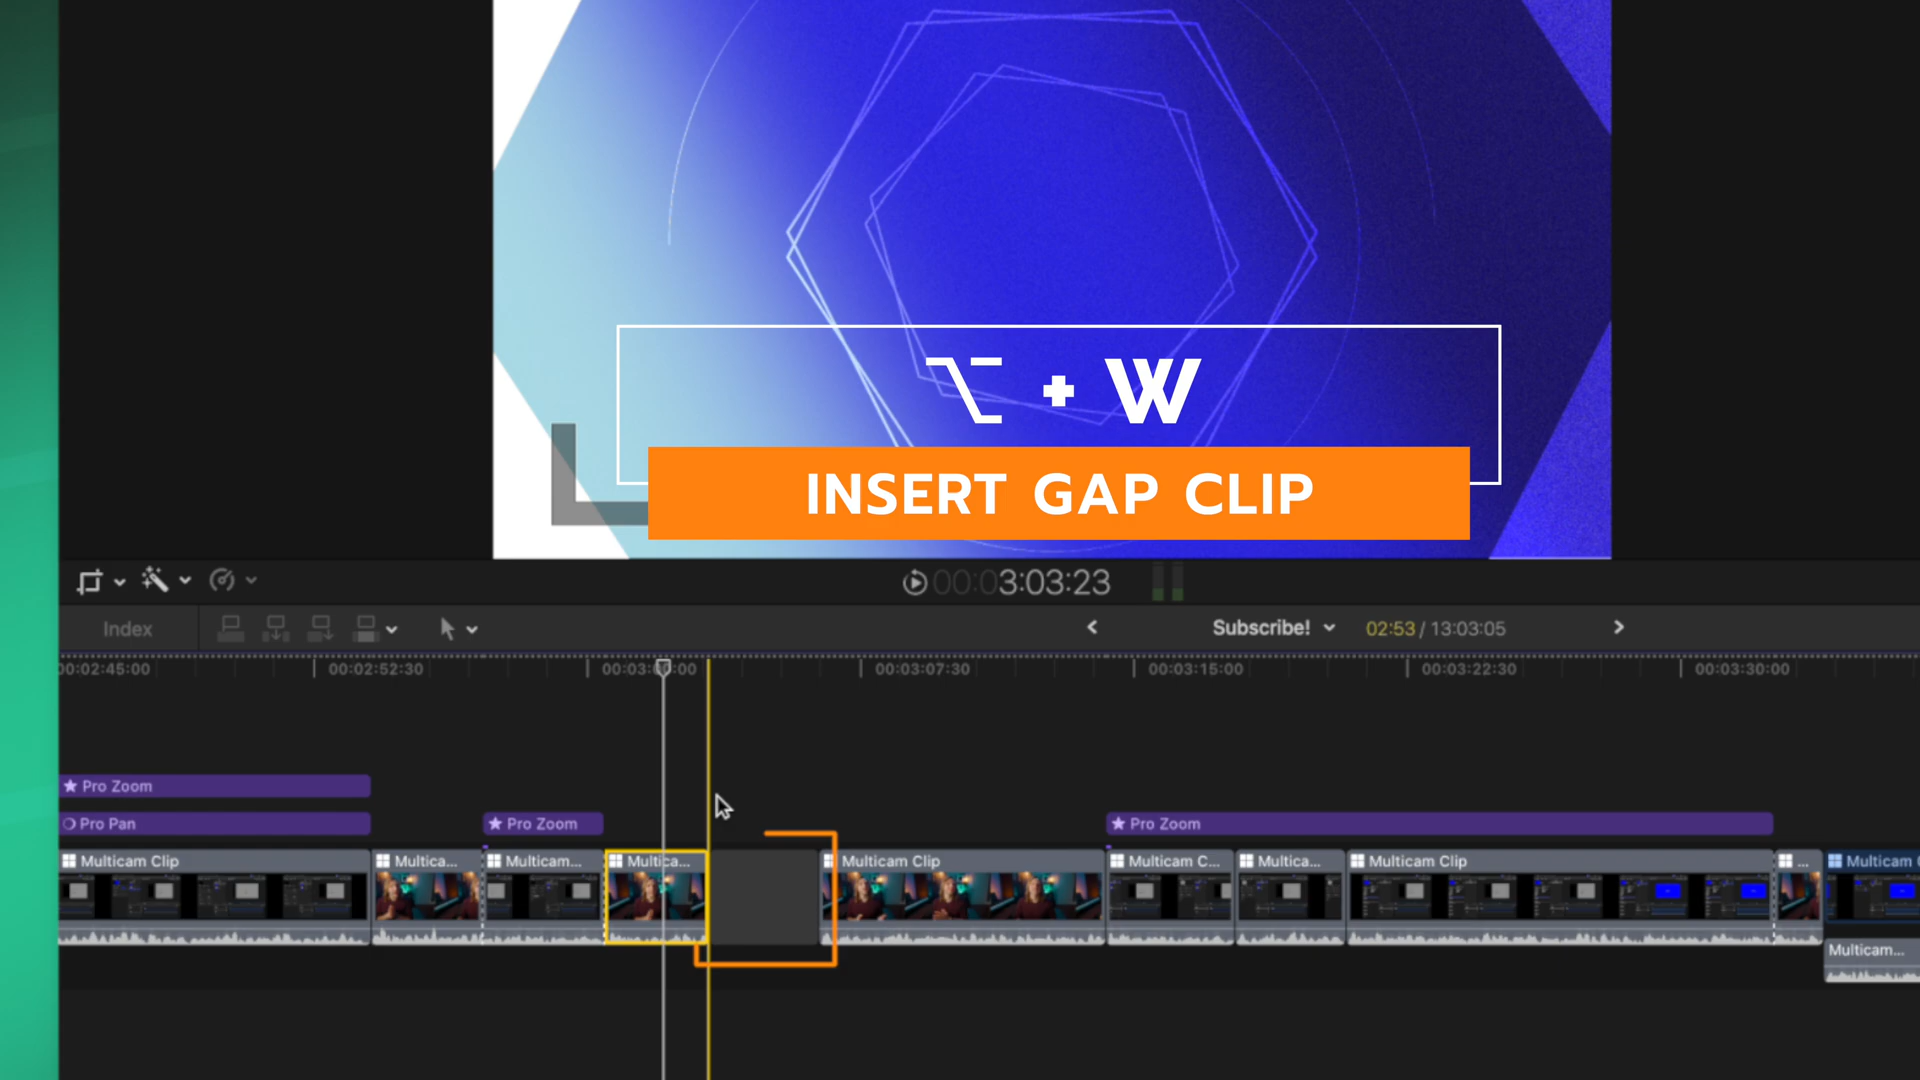 ⌥ + W
INSERT GAP CLIP
00:03:03:23
Index
Subscribe!
02:53 / 13:03:05
00:02:45:00
00:02:52:30
00:03:07:30
00:03:15:00
00:03:22:30
00:03:30:00
Pro Zoom
Pro Pan
Pro Zoom
Pro Zoom
Multicam Clip
Multica...
Multicam...
Multica...
Multicam Clip
Multicam C...
Multica...
Multicam Clip
...
Multicam
Multicam...